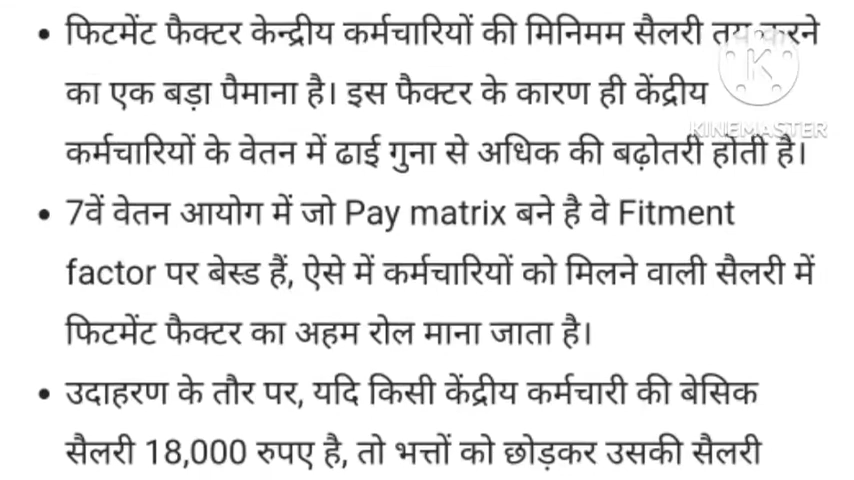 • फिटमेंट फैक्टर केन्द्रीय कर्मचारियों की मिनिमम सैलरी तय करने
का एक बड़ा पैमाना है। इस फैक्टर के कारण ही केंद्रीय
KINEMASTER
कर्मचारियों के वेतन में ढाई गुना से अधिक की बढ़ोतरी होती है।
• 7वें वेतन आयोग में जो Pay matrix बने है वे Fitment
factor पर बेस्ड हैं, ऐसे में कर्मचारियों को मिलने वाली सैलरी में
फिटमेंट फैक्टर का अहम रोल माना जाता है।
• उदाहरण के तौर पर, यदि किसी केंद्रीय कर्मचारी की बेसिक
सैलरी 18,000 रुपए है, तो भत्तों को छोड़कर उसकी सैलरी